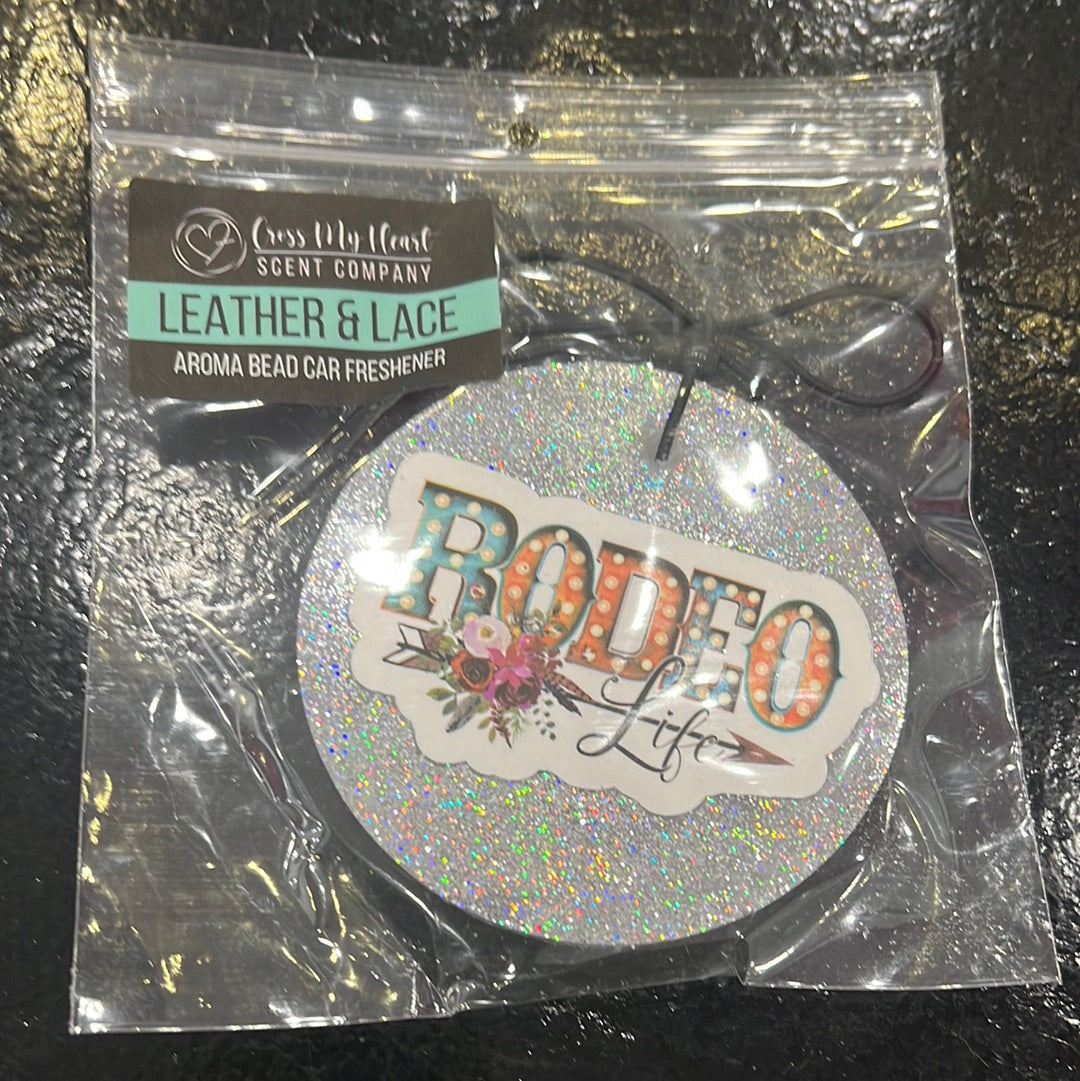 Cross My Heart
SCENT COMPANY
LEATHER & LACE
AROMA BEAD CAR FRESHENER
RODEO
Life